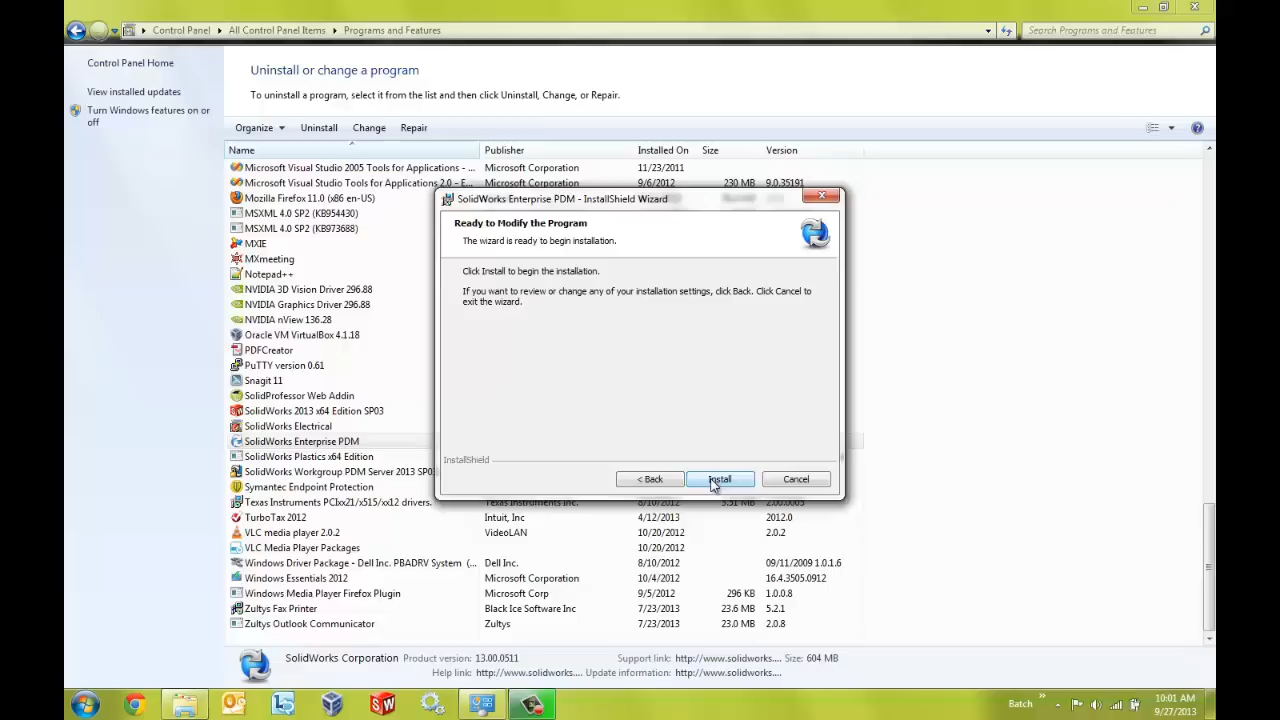 Control Panel
All Control Panel Items
Programs and Features
Search Programs and Features
Control Panel Home
View installed updates
Turn Windows features on or
off
Uninstall or change a program
To uninstall a program, select it from the list and then click Uninstall, Change, or Repair.
Organize Uninstall Change Repair
Name Publisher Installed On Size Version
Microsoft Visual Studio 2005 Tools for Applications - ... Microsoft Corporation 11/23/2011
Microsoft Visual Studio Tools for Applications 2.0 - E... Microsoft Corporation 9/6/2012 230 MB 9.0.35191
Mozilla Firefox 11.0 (x86 en-US)
MSXML 4.0 SP2 (KB954430)
MSXML 4.0 SP2 (KB973688)
MXIE
MXmeeting
Notepad++
NVIDIA 3D Vision Driver 296.88
NVIDIA Graphics Driver 296.88
NVIDIA nView 136.28
Oracle VM VirtualBox 4.1.18
PDFCreator
PuTTY version 0.61
Snagit 11
SolidProfessor Web Addin
SolidWorks 2013 x64 Edition SP03
SolidWorks Electrical
SolidWorks Enterprise PDM
SolidWorks Plastics x64 Edition
SolidWorks Workgroup PDM Server 2013 SP0
Symantec Endpoint Protection
Texas Instruments PCIxx21/x515/xx12 drivers. Texas Instruments Inc. 8/10/2012 5.51 MB 2.00.0005
TurboTax 2012 Intuit, Inc 4/12/2013 2012.0
VLC media player 2.0.2 VideoLAN 10/20/2012 2.0.2
VLC Media Player Packages 10/20/2012
Windows Driver Package - Dell Inc. PBADRV System (... Dell Inc. 8/10/2012 09/11/2009 1.0.1.6
Windows Essentials 2012 Microsoft Corporation 10/4/2012 16.4.3505.0912
Windows Media Player Firefox Plugin Microsoft Corp 9/5/2012 296 KB 1.0.0.8
Zultys Fax Printer Black Ice Software Inc 7/23/2013 23.6 MB 5.2.1
Zultys Outlook Communicator Zultys 7/23/2013 23.0 MB 2.0.8
SolidWorks Enterprise PDM - InstallShield Wizard
Ready to Modify the Program
The wizard is ready to begin installation.
Click Install to begin the installation.
If you want to review or change any of your installation settings, click Back. Click Cancel to
exit the wizard.
InstallShield
< Back Install Cancel
SolidWorks Corporation Product version: 13.00.0511 Support link: http://www.solidworks.... Size: 604 MB
Help link: http://www.solidworks.... Update information: http://www.solidworks....
Batch
10:01 AM
9/27/2013